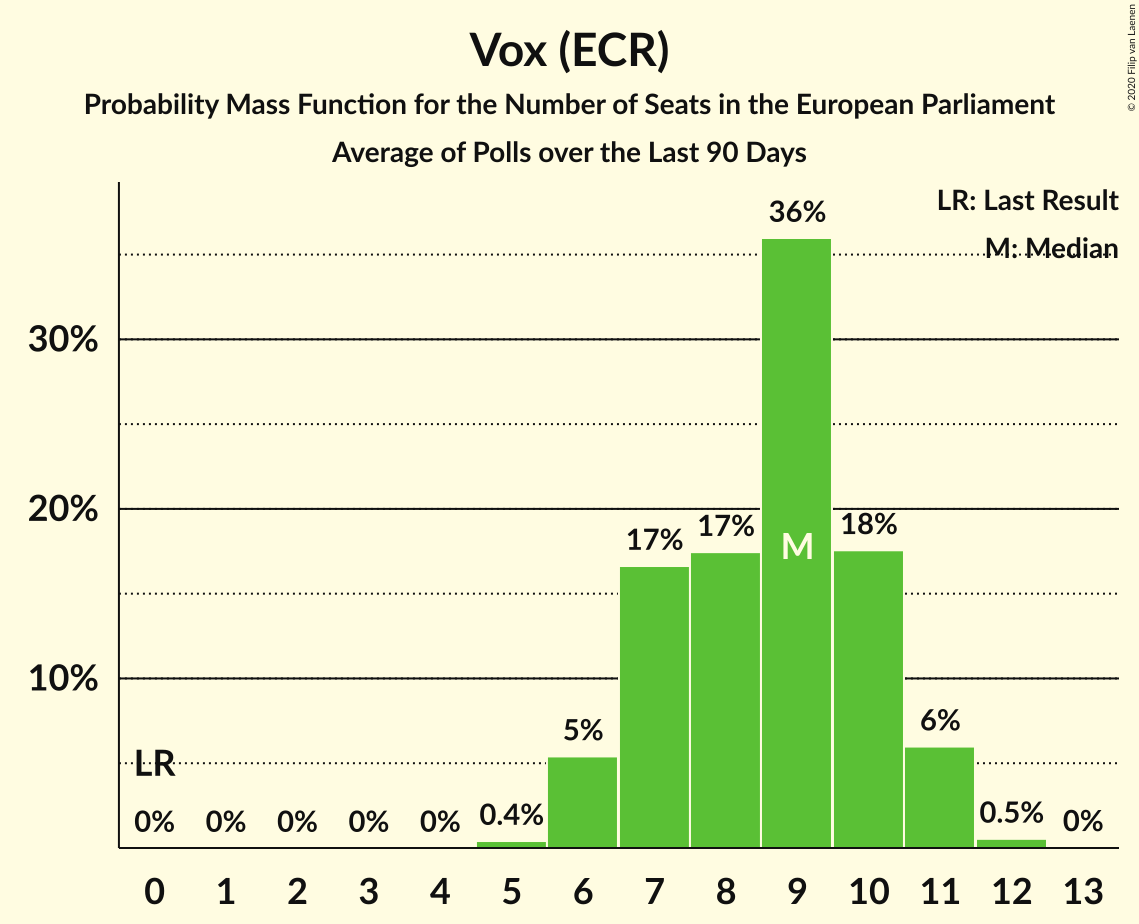 Vox (ECR)
Probability Mass Function for the Number of Seats in the European Parliament
Average of Polls over the Last 90 Days
© 2020 Filip van Laenen
LR: Last Result
M: Median
36%
30%
20%
17%
17%
18%
M
10%
5%
6%
LR
0%
0%
0%
0%
0%
0.4%
0.5%
0%
0 1 2 3 4 5 6 7 8 9 10 11 12 13